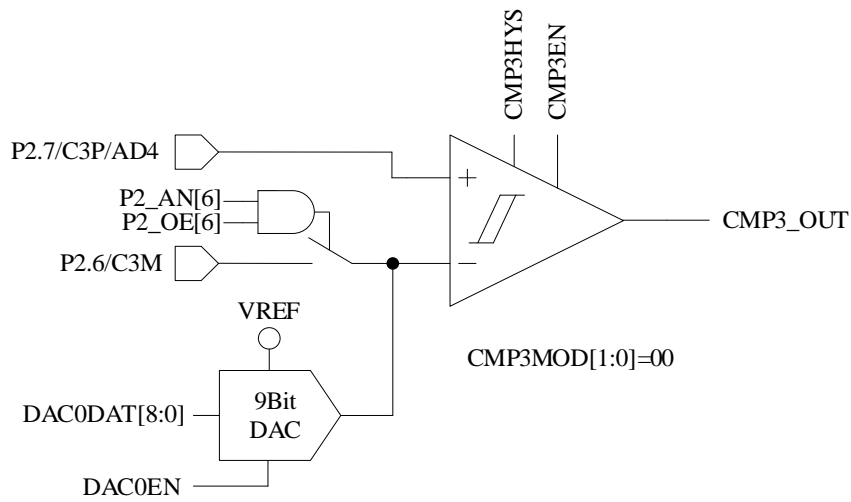 CMP3HYS
CMP3EN
P2.7/C3P/AD4
+
P2_AN[6]
P2_OE[6]
CMP3_OUT
P2.6/C3M
−
VREF
CMP3MOD[1:0]=00
9Bit
DAC
DAC0DAT[8:0]
DAC0EN